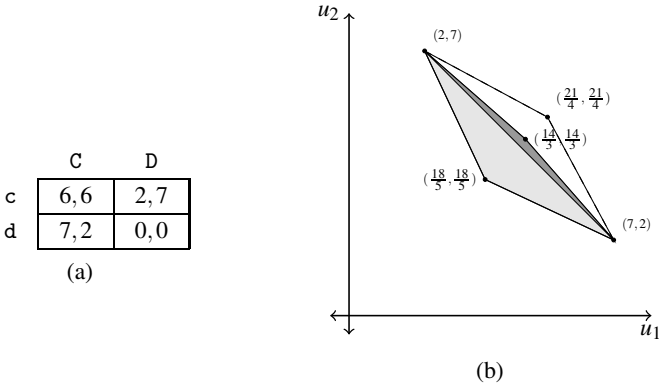 C D
c 6,6 2,7
d 7,2 0,0
(a)
u₂
(2,7)
(21/4, 21/4)
(14/3, 14/3)
(18/5, 18/5)
(7,2)
u₁
(b)